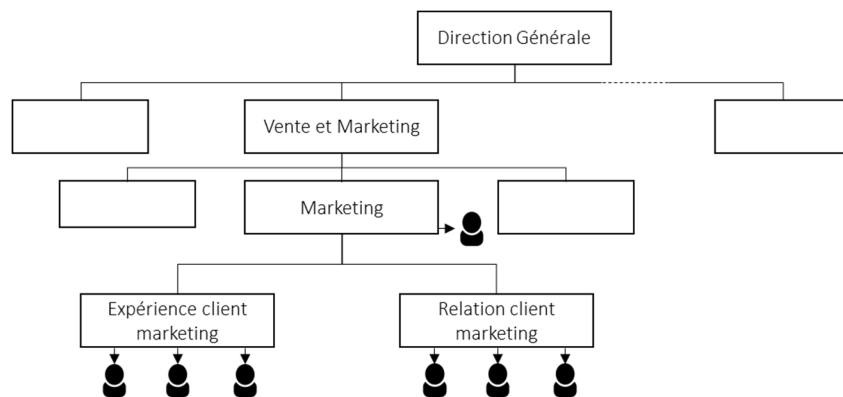 Direction Générale
Vente et Marketing
Marketing
Expérience client
marketing
Relation client
marketing